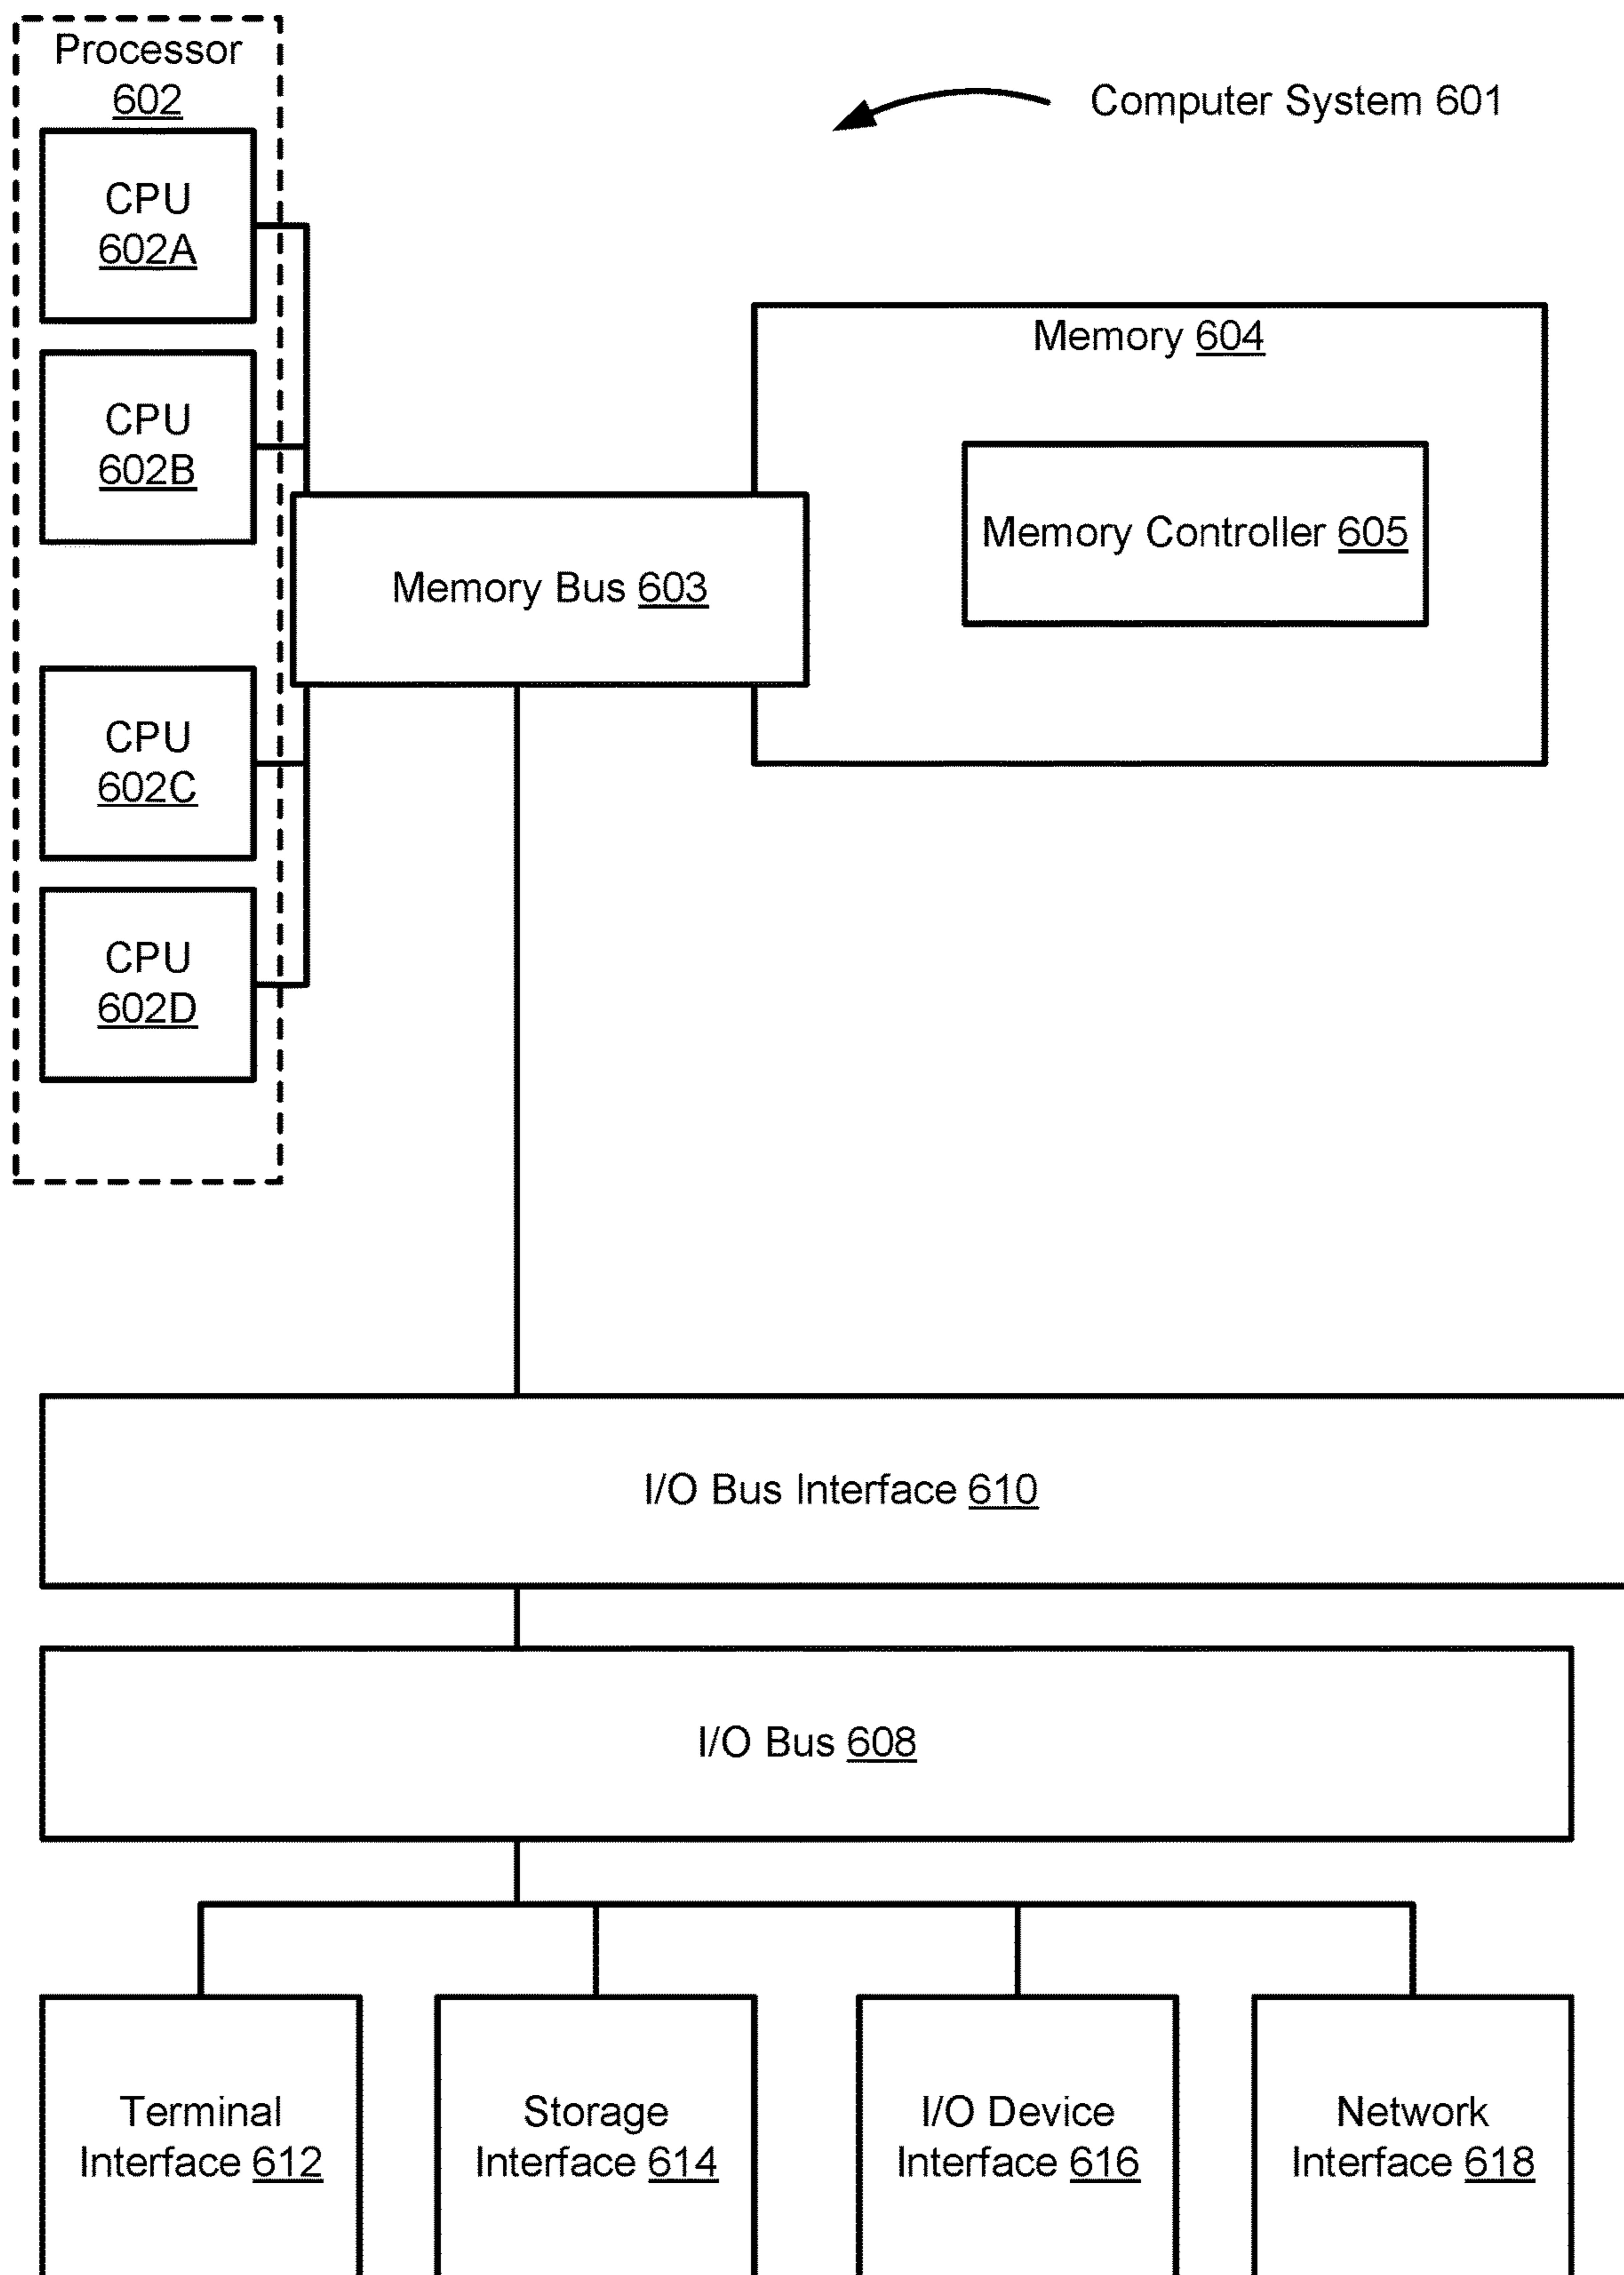 Processor
602
Computer System 601
CPU
602A
Memory 604
CPU
602B
Memory Controller 605
Memory Bus 603
CPU
602C
CPU
602D
I/O Bus Interface 610
I/O Bus 608
Terminal
Interface 612
Storage
Interface 614
I/O Device
Interface 616
Network
Interface 618